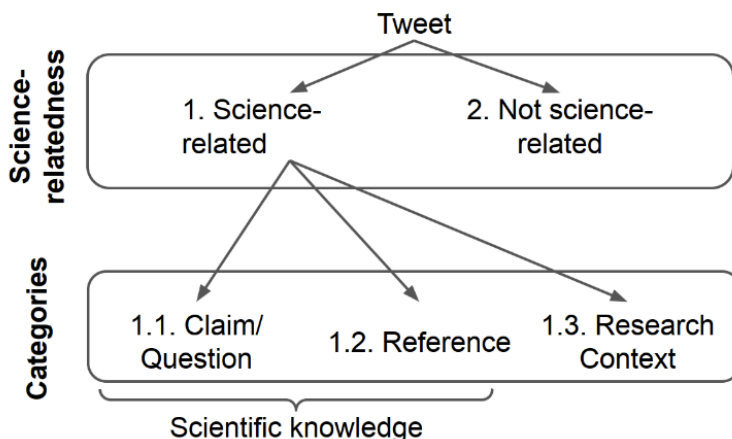 Tweet
Science-
relatedness
1. Science-
related
2. Not science-
related
Categories
1.1. Claim/
Question
1.2. Reference
1.3. Research
Context
Scientific knowledge